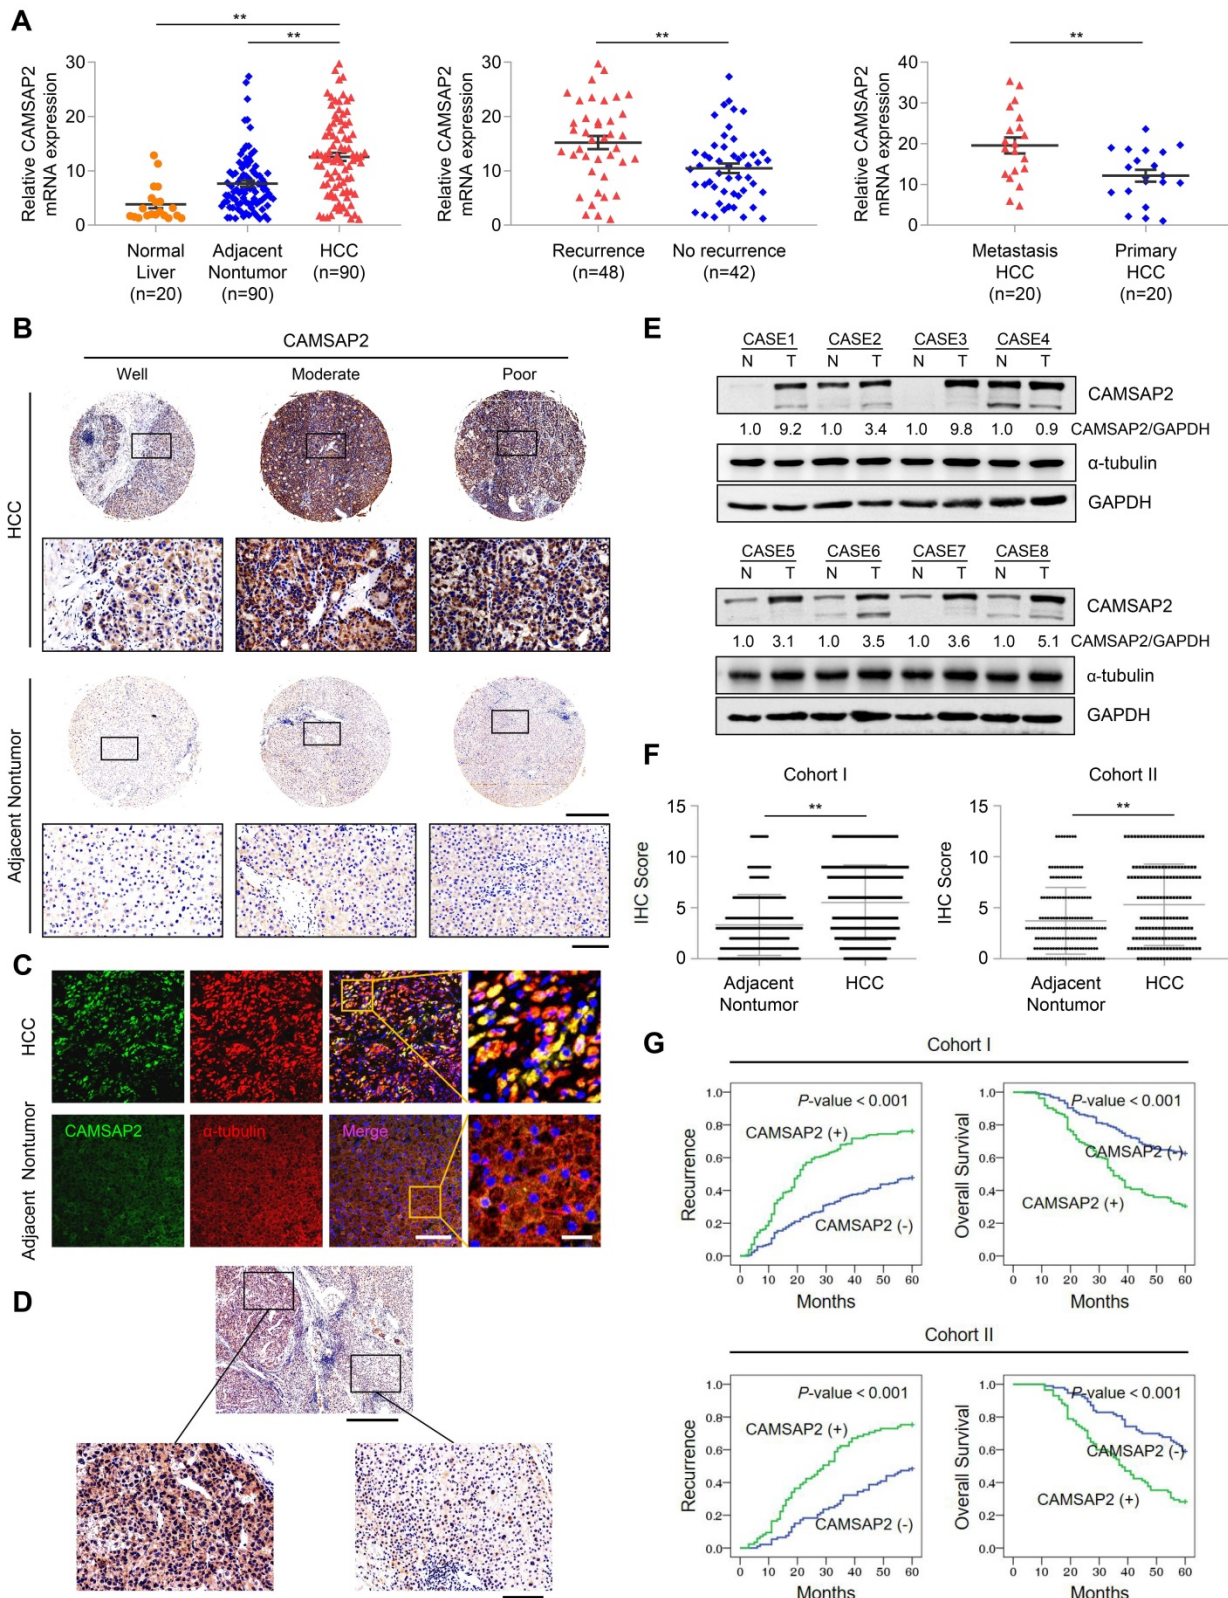 A
**
**
Relative CAMSAP2
mRNA expression
30
20
10
0
Normal
Liver
(n=20)
Adjacent
Nontumor
(n=90)
HCC
(n=90)
**
Relative CAMSAP2
mRNA expression
30
20
10
0
Recurrence
(n=48)
No recurrence
(n=42)
**
Relative CAMSAP2
mRNA expression
40
30
20
10
0
Metastasis
HCC
(n=20)
Primary
HCC
(n=20)
B
CAMSAP2
Well Moderate Poor
HCC
Adjacent Nontumor
C
HCC
Adjacent Nontumor
CAMSAP2
α-tubulin
Merge
D
E
CASE1 CASE2 CASE3 CASE4
N T N T N T N T
CAMSAP2
1.0 9.2 1.0 3.4 1.0 9.8 1.0 0.9 CAMSAP2/GAPDH
α-tubulin
GAPDH
CASE5 CASE6 CASE7 CASE8
N T N T N T N T
CAMSAP2
1.0 3.1 1.0 3.5 1.0 3.6 1.0 5.1 CAMSAP2/GAPDH
α-tubulin
GAPDH
F
Cohort I
**
IHC Score
15
10
5
0
Adjacent
Nontumor
HCC
Cohort II
**
IHC Score
15
10
5
0
Adjacent
Nontumor
HCC
G
Cohort I
Recurrence
1.0
0.8
0.6
0.4
0.2
0.0
P-value < 0.001
CAMSAP2 (+)
CAMSAP2 (-)
0 10 20 30 40 50 60
Months
Overall Survival
1.0
0.8
0.6
0.4
0.2
0.0
P-value < 0.001
CAMSAP2 (-)
CAMSAP2 (+)
0 10 20 30 40 50 60
Months
Cohort II
Recurrence
1.0
0.8
0.6
0.4
0.2
0.0
P-value < 0.001
CAMSAP2 (+)
CAMSAP2 (-)
0 10 20 30 40 50 60
Months
Overall Survival
1.0
0.8
0.6
0.4
0.2
0.0
P-value < 0.001
CAMSAP2 (-)
CAMSAP2 (+)
0 10 20 30 40 50 60
Months